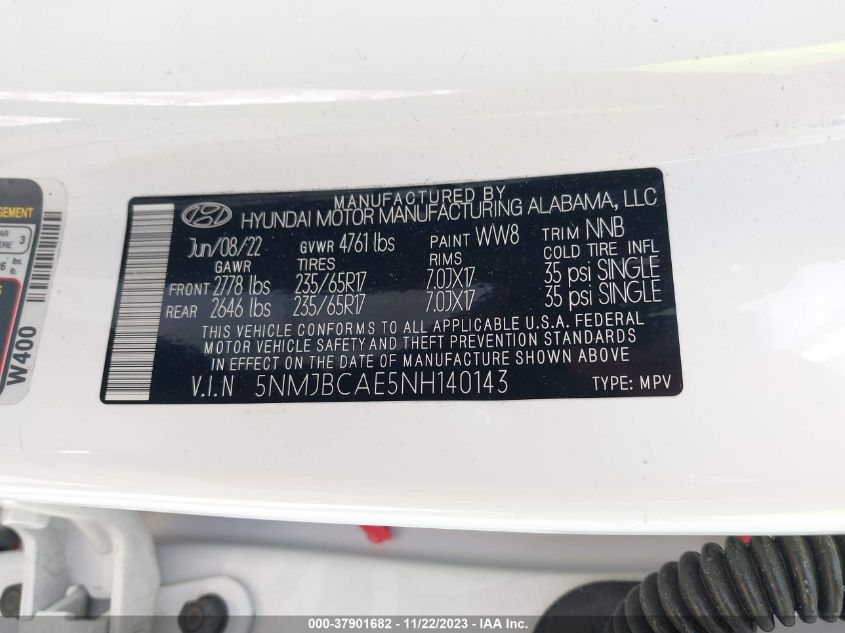 MANUFACTURED BY
HYUNDAI MOTOR MANUFACTURING ALABAMA, LLC
Jun/08/22 GVWR 4761 lbs PAINT WW8 TRIM NNB
GAWR TIRES RIMS COLD TIRE INFL
FRONT 2778 lbs 235/65R17 7.0JX17 35 psi SINGLE
REAR 2646 lbs 235/65R17 7.0JX17 35 psi SINGLE
THIS VEHICLE CONFORMS TO ALL APPLICABLE U.S.A. FEDERAL
MOTOR VEHICLE SAFETY AND THEFT PREVENTION STANDARDS
IN EFFECT ON THE DATE OF MANUFACTURE SHOWN ABOVE
V.I.N 5NMJBCAE5NH140143 TYPE: MPV
3
lbs.
lb.
W400
000-37901682 - 11/22/2023 - IAA Inc.